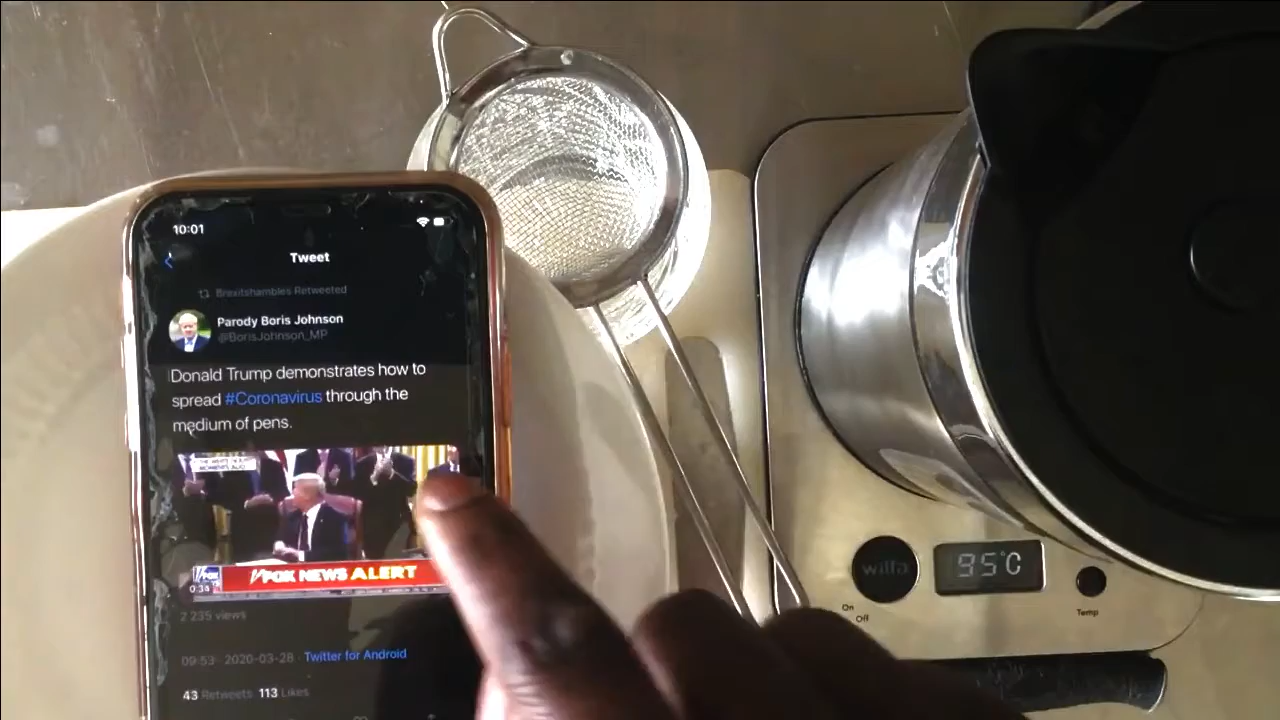 10:01
Tweet
Brexitshambles Retweeted
Parody Boris Johnson
@BorisJohnson_MP
Donald Trump demonstrates how to
spread #Coronavirus through the
medium of pens.
FOX NEWS ALERT
0:34
2 235 views
09:53 · 2020-03-28 · Twitter for Android
43 Retweets 113 Likes
wilfa
95°C
On
Off
Temp